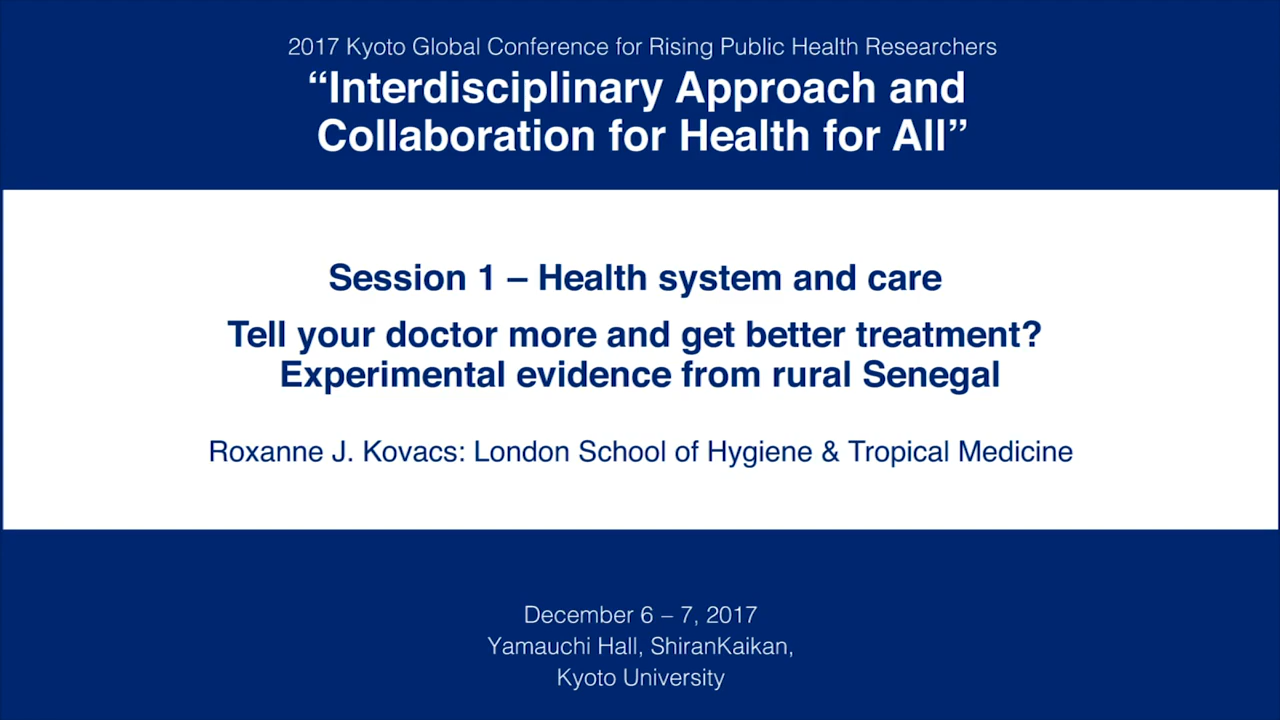 2017 Kyoto Global Conference for Rising Public Health Researchers
“Interdisciplinary Approach and
Collaboration for Health for All”
Session 1 – Health system and care
Tell your doctor more and get better treatment?
Experimental evidence from rural Senegal
Roxanne J. Kovacs: London School of Hygiene & Tropical Medicine
December 6 – 7, 2017
Yamauchi Hall, ShiranKaikan,
Kyoto University